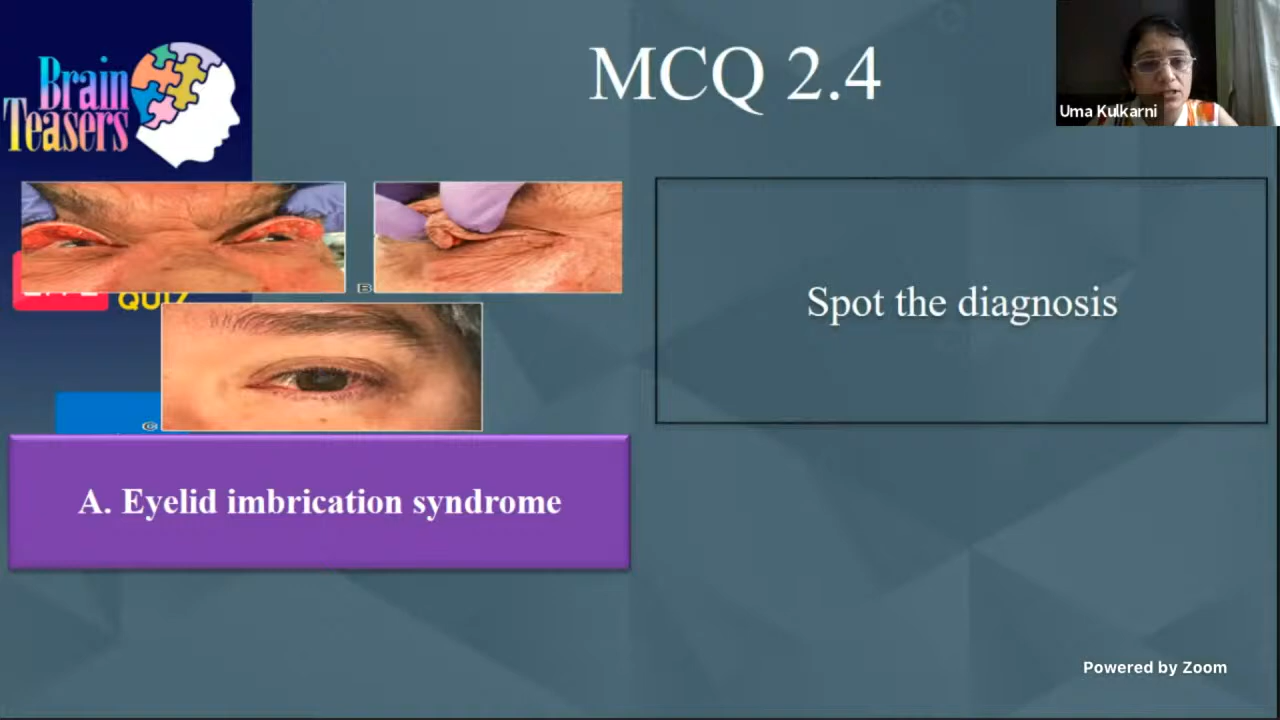 Brain
Teasers
MCQ 2.4
Uma Kulkarni
B
QUIZ
Spot the diagnosis
C
A. Eyelid imbrication syndrome
Powered by Zoom